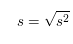 s = √s²